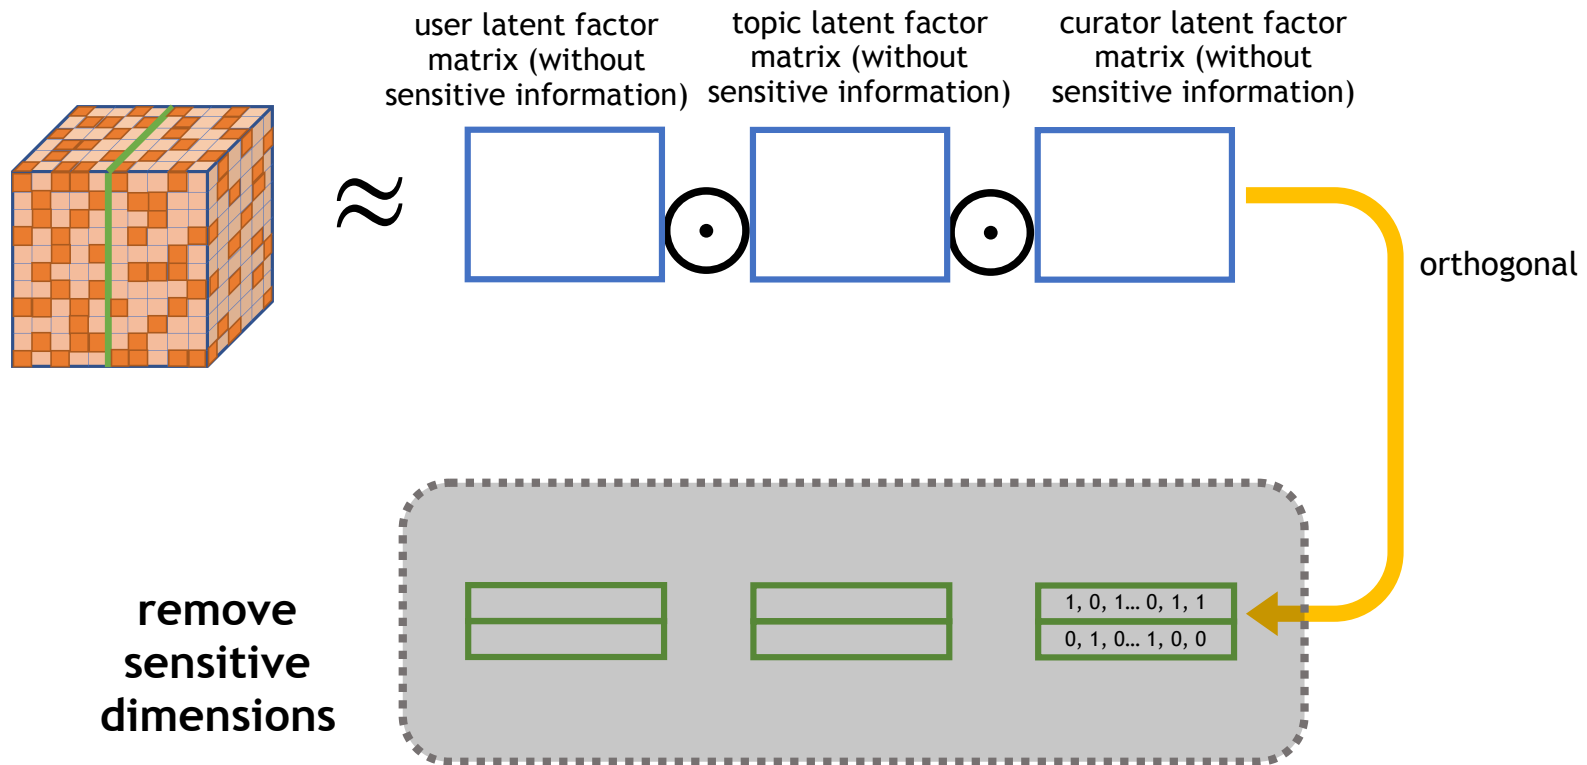 user latent factor
matrix (without
sensitive information)
topic latent factor
matrix (without
sensitive information)
curator latent factor
matrix (without
sensitive information)
≈
orthogonal
remove
sensitive
dimensions
1, 0, 1... 0, 1, 1
0, 1, 0... 1, 0, 0